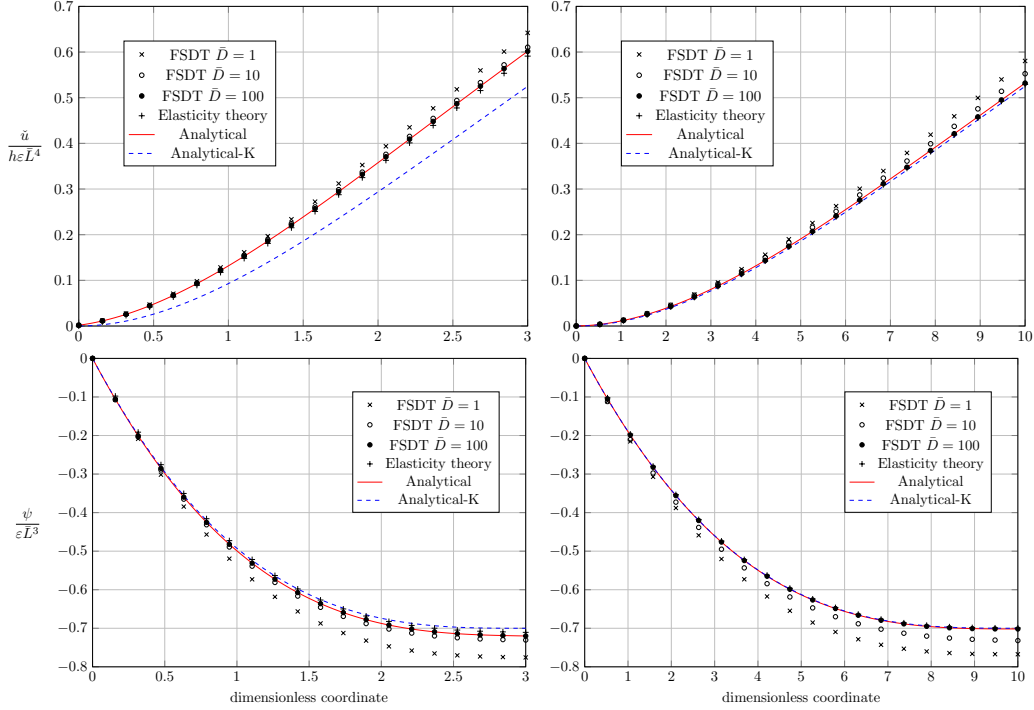 0.7
0.6
0.5
0.4
0.3
0.2
0.1
0
ŭ
hεL̄⁴
FSDT D̄ = 1
FSDT D̄ = 10
FSDT D̄ = 100
Elasticity theory
Analytical
Analytical-K
0 0.5 1 1.5 2 2.5 3
0.7
0.6
0.5
0.4
0.3
0.2
0.1
0
FSDT D̄ = 1
FSDT D̄ = 10
FSDT D̄ = 100
Elasticity theory
Analytical
Analytical-K
0 1 2 3 4 5 6 7 8 9 10
0
−0.1
−0.2
−0.3
−0.4
−0.5
−0.6
−0.7
−0.8
ψ
εL̄³
FSDT D̄ = 1
FSDT D̄ = 10
FSDT D̄ = 100
Elasticity theory
Analytical
Analytical-K
0 0.5 1 1.5 2 2.5 3
dimensionless coordinate
0
−0.1
−0.2
−0.3
−0.4
−0.5
−0.6
−0.7
−0.8
FSDT D̄ = 1
FSDT D̄ = 10
FSDT D̄ = 100
Elasticity theory
Analytical
Analytical-K
0 1 2 3 4 5 6 7 8 9 10
dimensionless coordinate